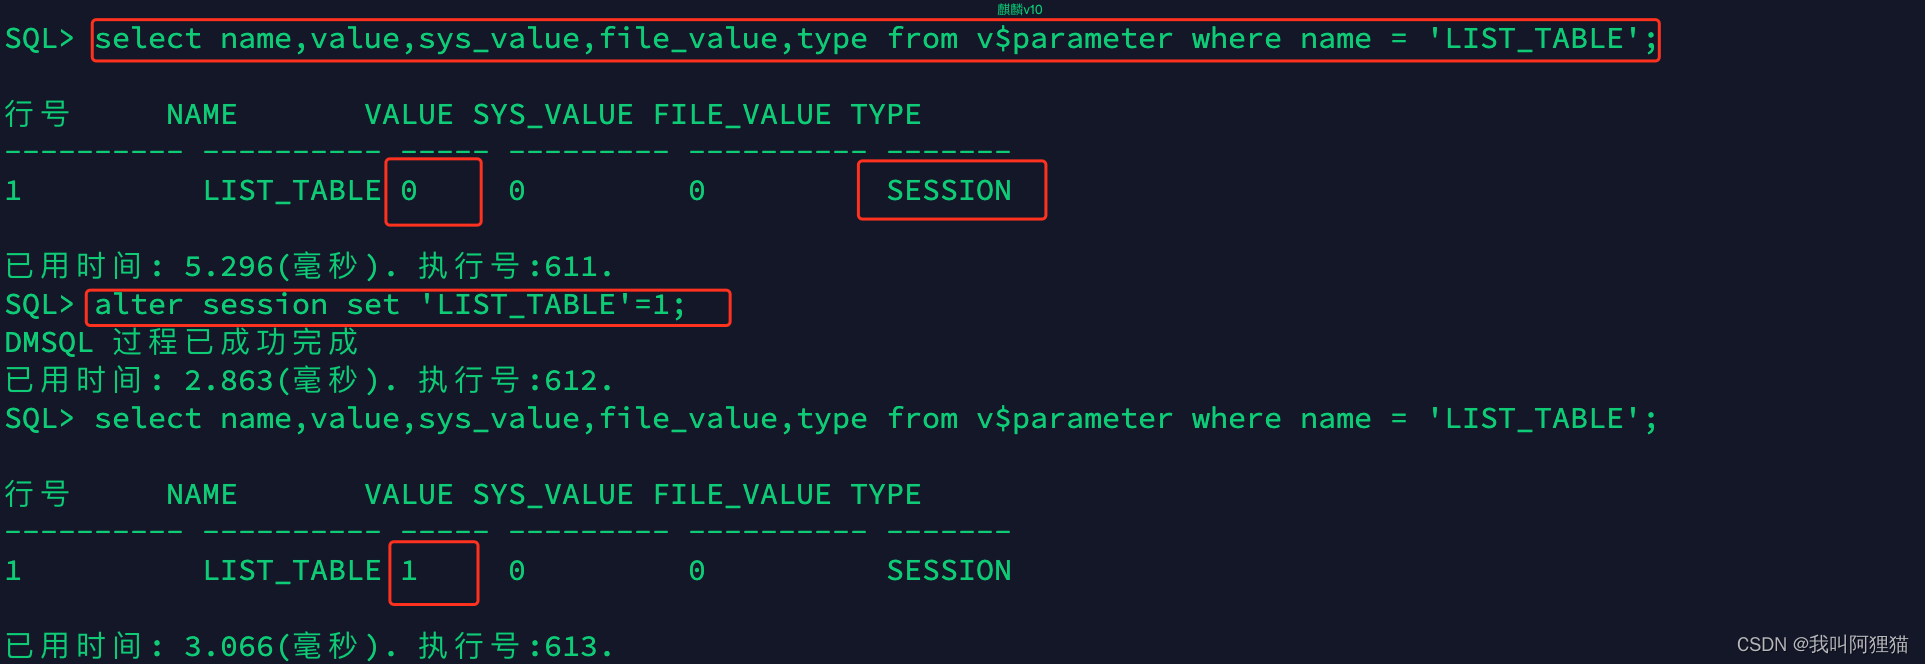 麒麟v10
SQL> select name,value,sys_value,file_value,type from v$parameter where name = 'LIST_TABLE';
行号 NAME VALUE SYS_VALUE FILE_VALUE TYPE
---------- ---------- ----- --------- ---------- -------
1 LIST_TABLE 0 0 0 SESSION
已用时间: 5.296(毫秒). 执行号:611.
SQL> alter session set 'LIST_TABLE'=1;
DMSQL 过程已成功完成
已用时间: 2.863(毫秒). 执行号:612.
SQL> select name,value,sys_value,file_value,type from v$parameter where name = 'LIST_TABLE';
行号 NAME VALUE SYS_VALUE FILE_VALUE TYPE
---------- ---------- ----- --------- ---------- -------
1 LIST_TABLE 1 0 0 SESSION
已用时间: 3.066(毫秒). 执行号:613.
CSDN @我叫阿狸猫